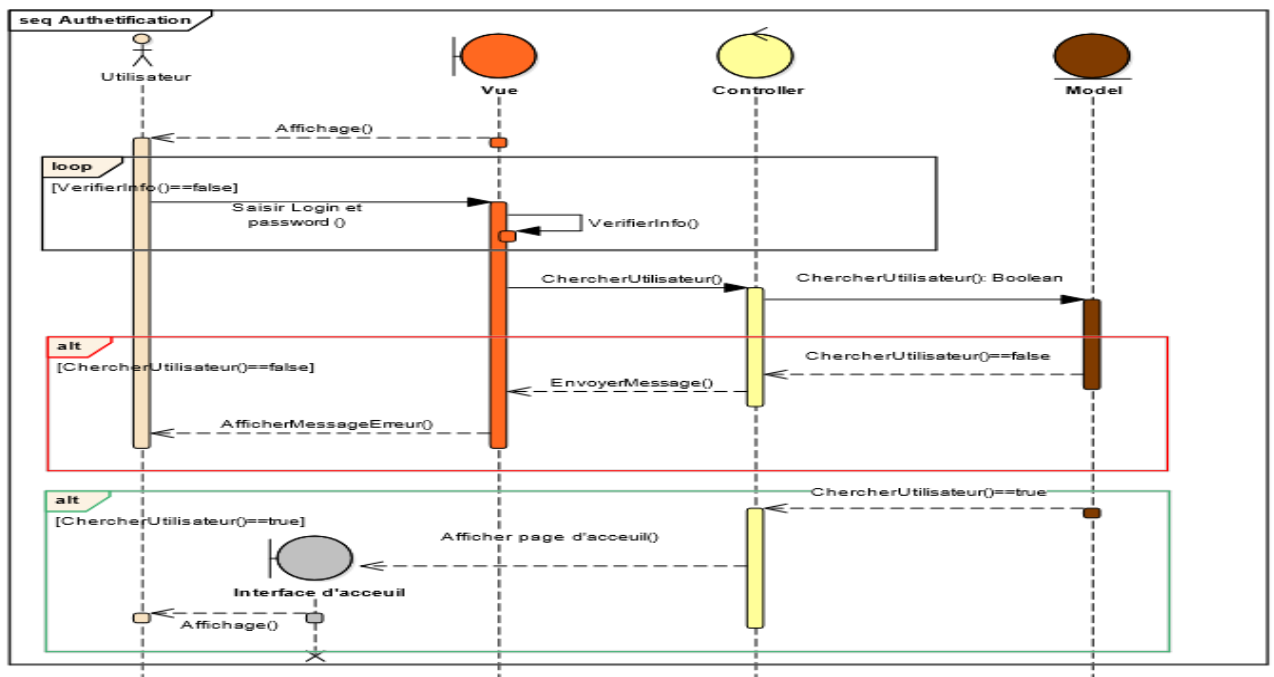 seq Authetification
Utilisateur
Vue
Controller
Model
Affichage()
loop
[VerifierInfo()==false]
Saisir Login et
password ()
VerifierInfo()
ChercherUtilisateur()
ChercherUtilisateur(): Boolean
alt
[ChercherUtilisateur()==false]
ChercherUtilisateur()==false
EnvoyerMessage()
AfficherMessageErreur()
alt
[ChercherUtilisateur()==true]
ChercherUtilisateur()==true
Afficher page d'acceuil()
Interface d'acceuil
Affichage()